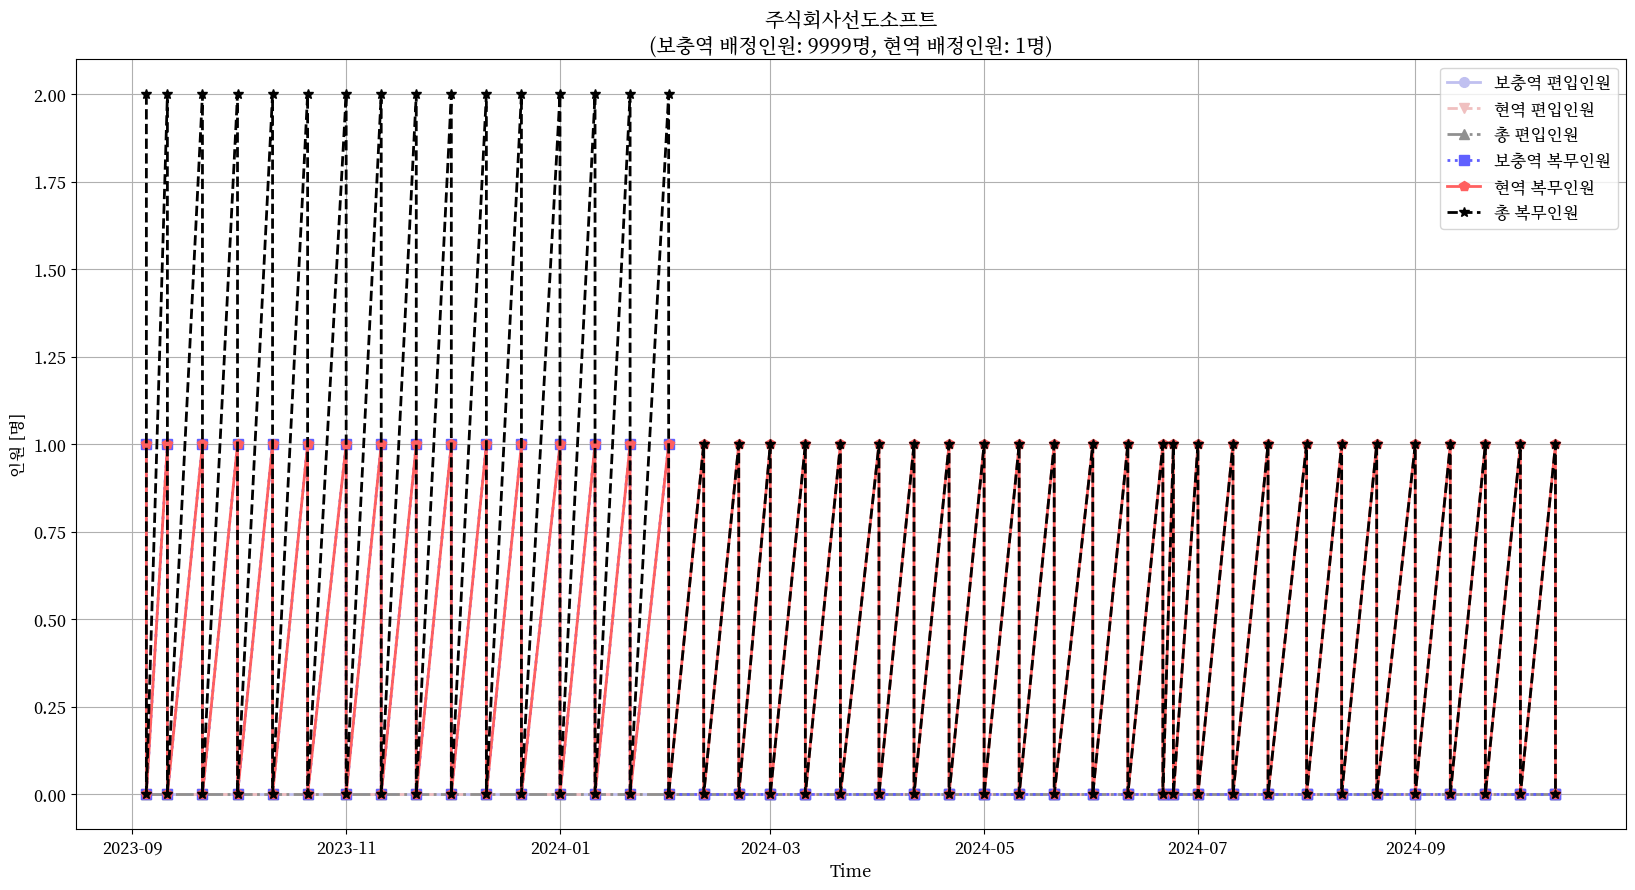 주식회사선도소프트
(보충역 배정인원: 9999명, 현역 배정인원: 1명)
보충역 편입인원
현역 편입인원
총 편입인원
보충역 복무인원
현역 복무인원
총 복무인원
2.00
1.75
1.50
1.25
1.00
0.75
0.50
0.25
0.00
인원 [명]
2023-09
2023-11
2024-01
2024-03
2024-05
2024-07
2024-09
Time